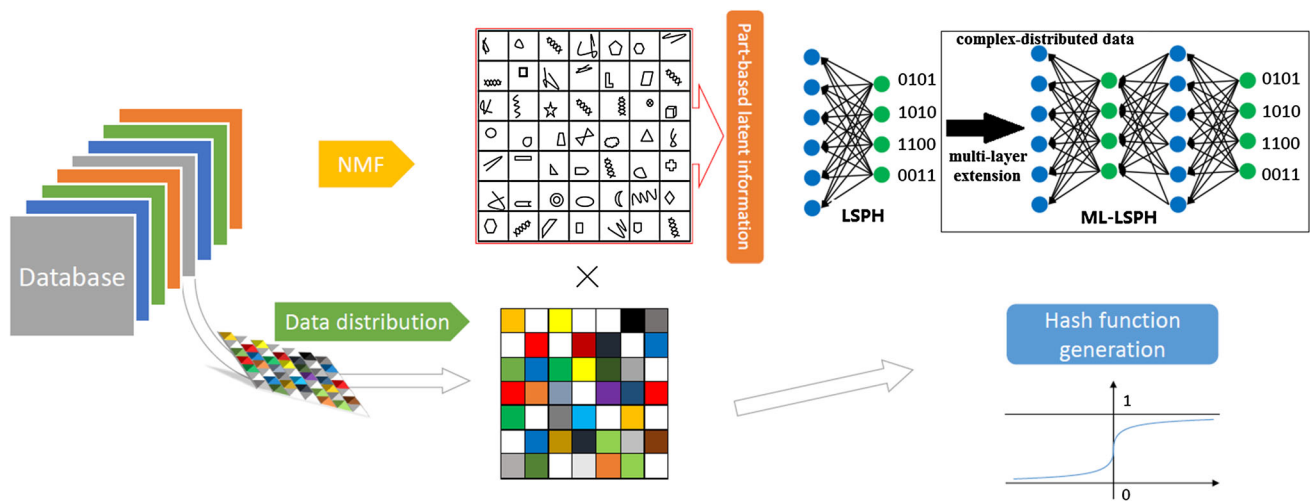 Database
NMF
Data distribution
Part-based latent information
0101
1010
1100
0011
LSPH
multi-layer
extension
complex-distributed data
0101
1010
1100
0011
ML-LSPH
Hash function
generation
1
0